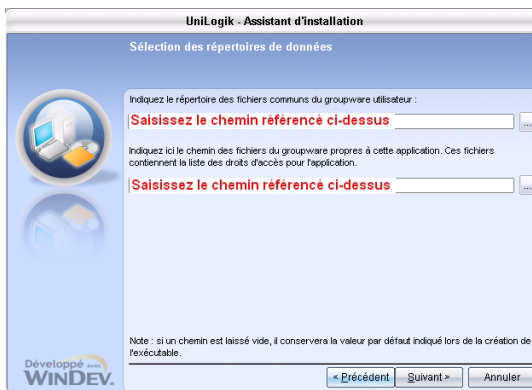 UniLogik - Assistant d'installation
Sélection des répertoires de données
Indiquez le répertoire des fichiers communs du groupware utilisateur :
Saisissez le chemin référencé ci-dessus
...
Indiquez ici le chemin des fichiers du groupware propres à cette application. Ces fichiers
contiennent la liste des droits d'accès pour l'application.
Saisissez le chemin référencé ci-dessus
...
Note : si un chemin est laissé vide, il conservera la valeur par défaut indiqué lors de la création de
l'exécutable.
Développé avec
WINDEV.
< Précédent
Suivant >
Annuler